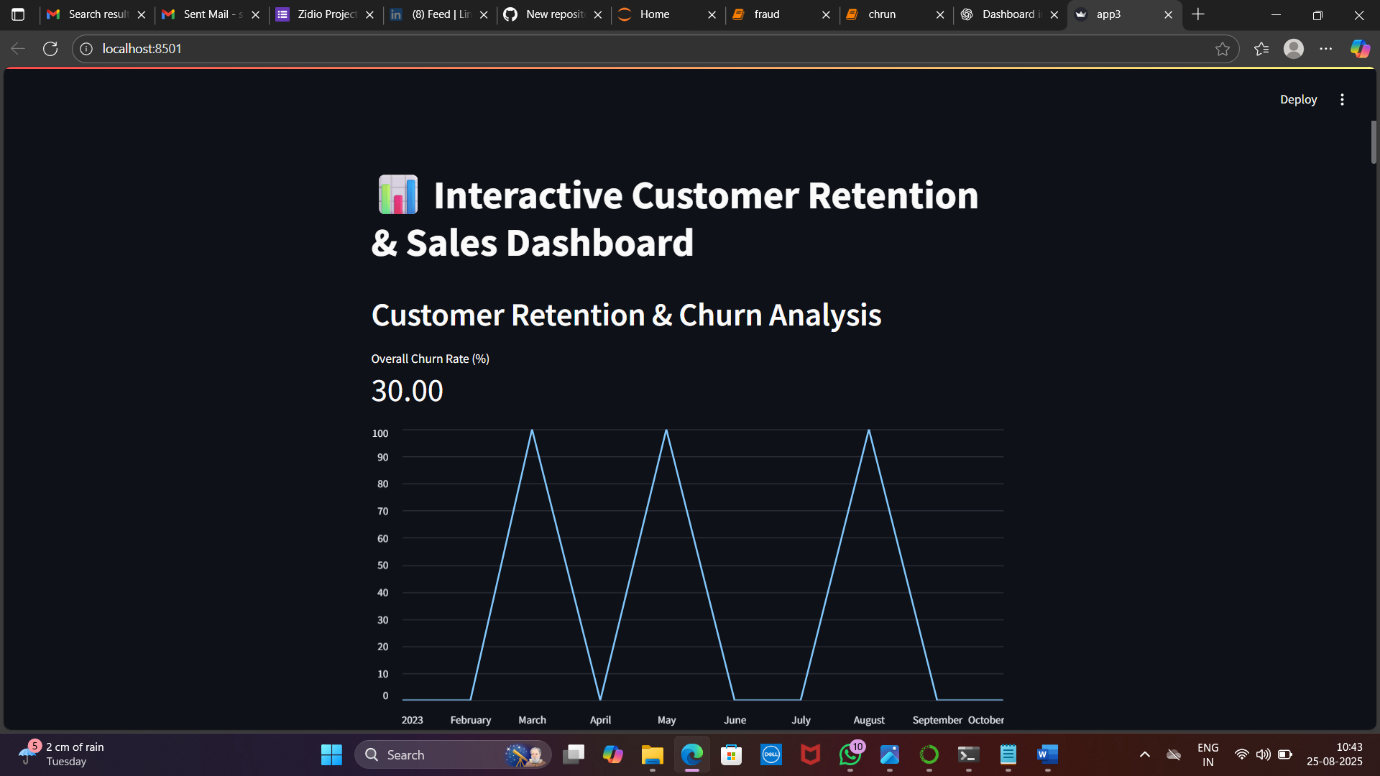 Search resul
Sent Mail - s
Zidio Project
(8) Feed | Lin
New reposit
Home
fraud
chrun
Dashboard i
app3
localhost:8501
Deploy
Interactive Customer Retention
& Sales Dashboard
Customer Retention & Churn Analysis
Overall Churn Rate (%)
30.00
100
90
80
70
60
50
40
30
20
10
0
2023 February March April May June July August September October
5
2 cm of rain
Tuesday
Search
DELL
10
W
ENG
IN
10:43
25-08-2025